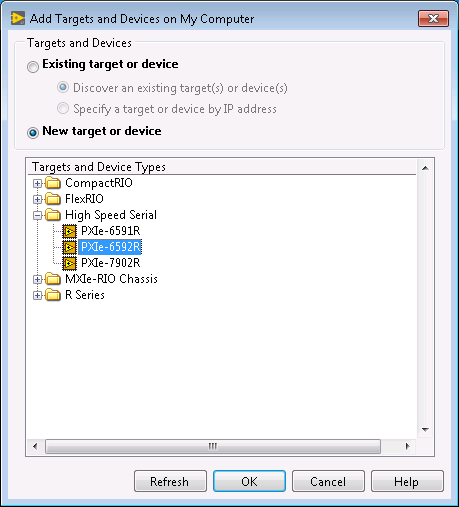 Add Targets and Devices on My Computer
Targets and Devices
Existing target or device
Discover an existing target(s) or device(s)
Specify a target or device by IP address
New target or device
Targets and Device Types
CompactRIO
FlexRIO
High Speed Serial
PXIe-6591R
PXIe-6592R
PXIe-7902R
MXIe-RIO Chassis
R Series
Refresh OK Cancel Help